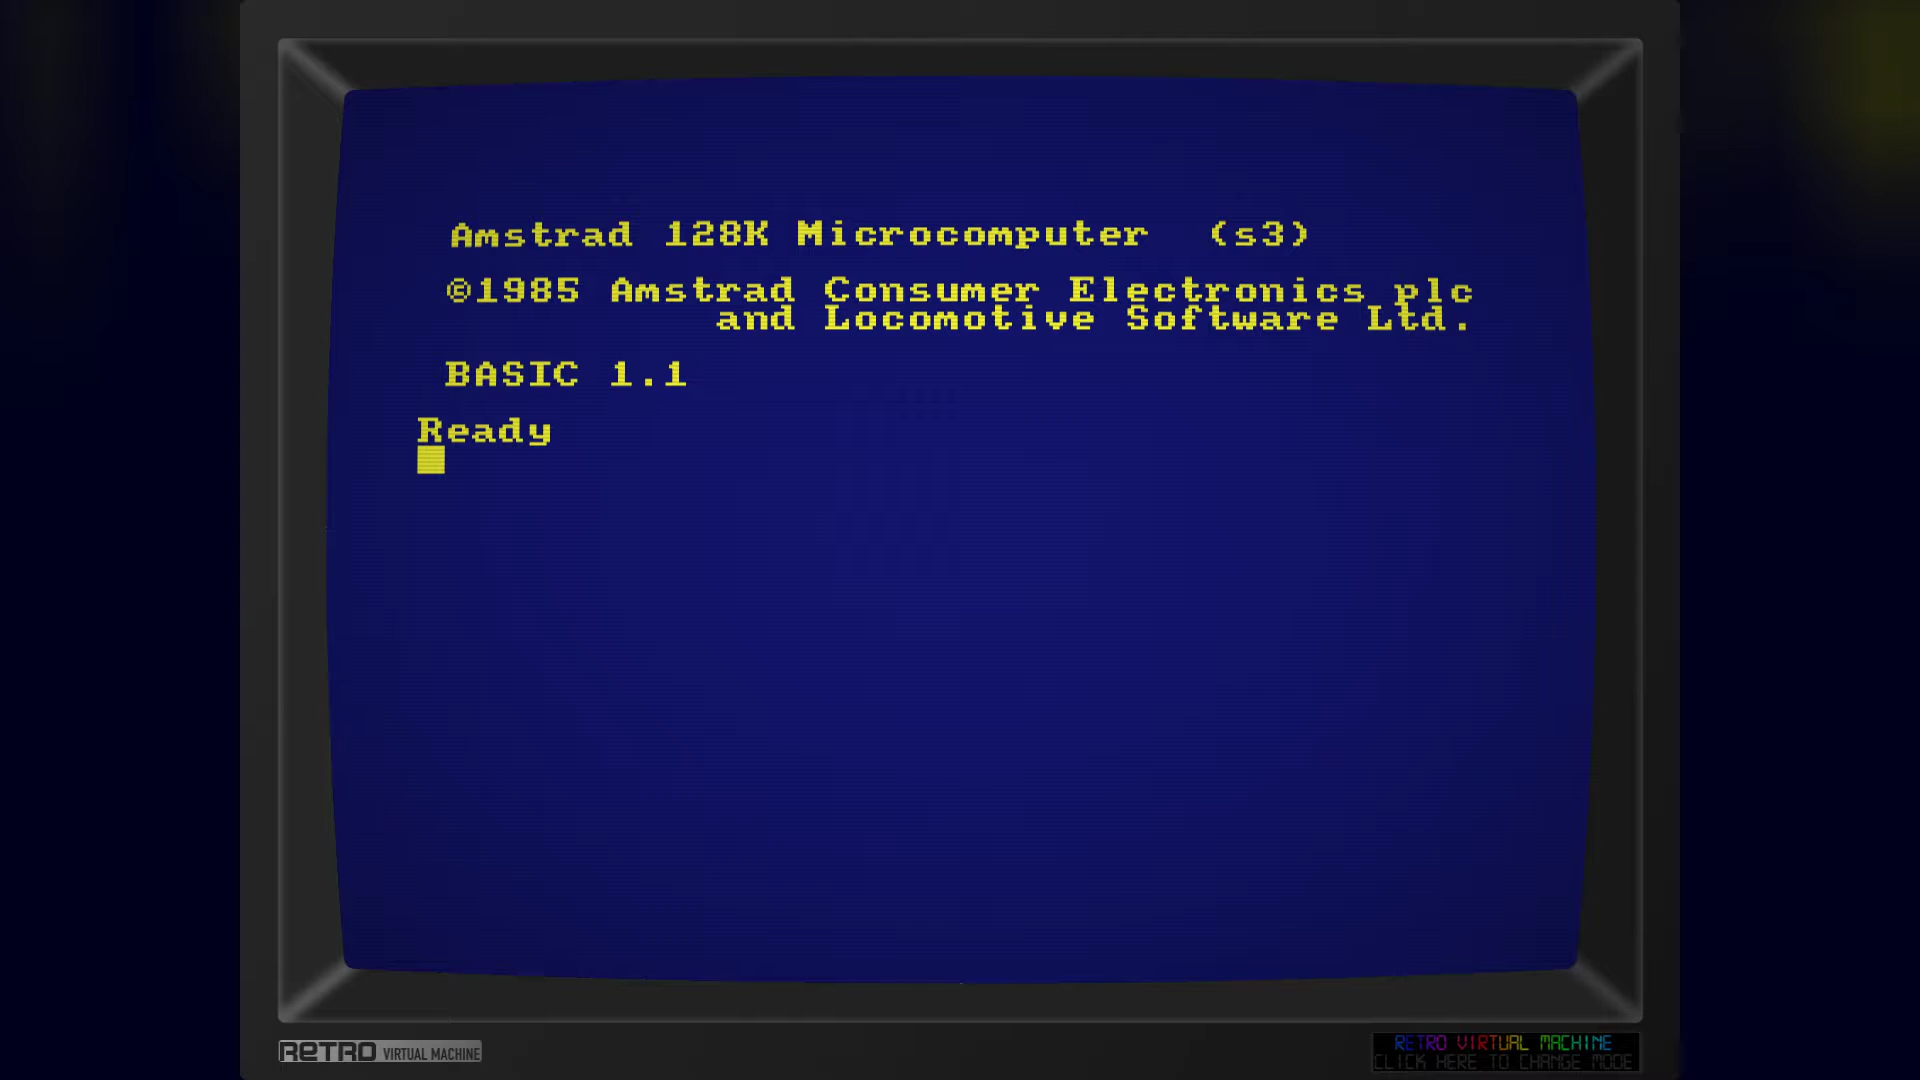 Amstrad 128K Microcomputer (s3)
©1985 Amstrad Consumer Electronics plc
and Locomotive Software Ltd.
BASIC 1.1
Ready
RETRO VIRTUAL MACHINE
RETRO VIRTUAL MACHINE
CLICK HERE TO CHANGE MODE